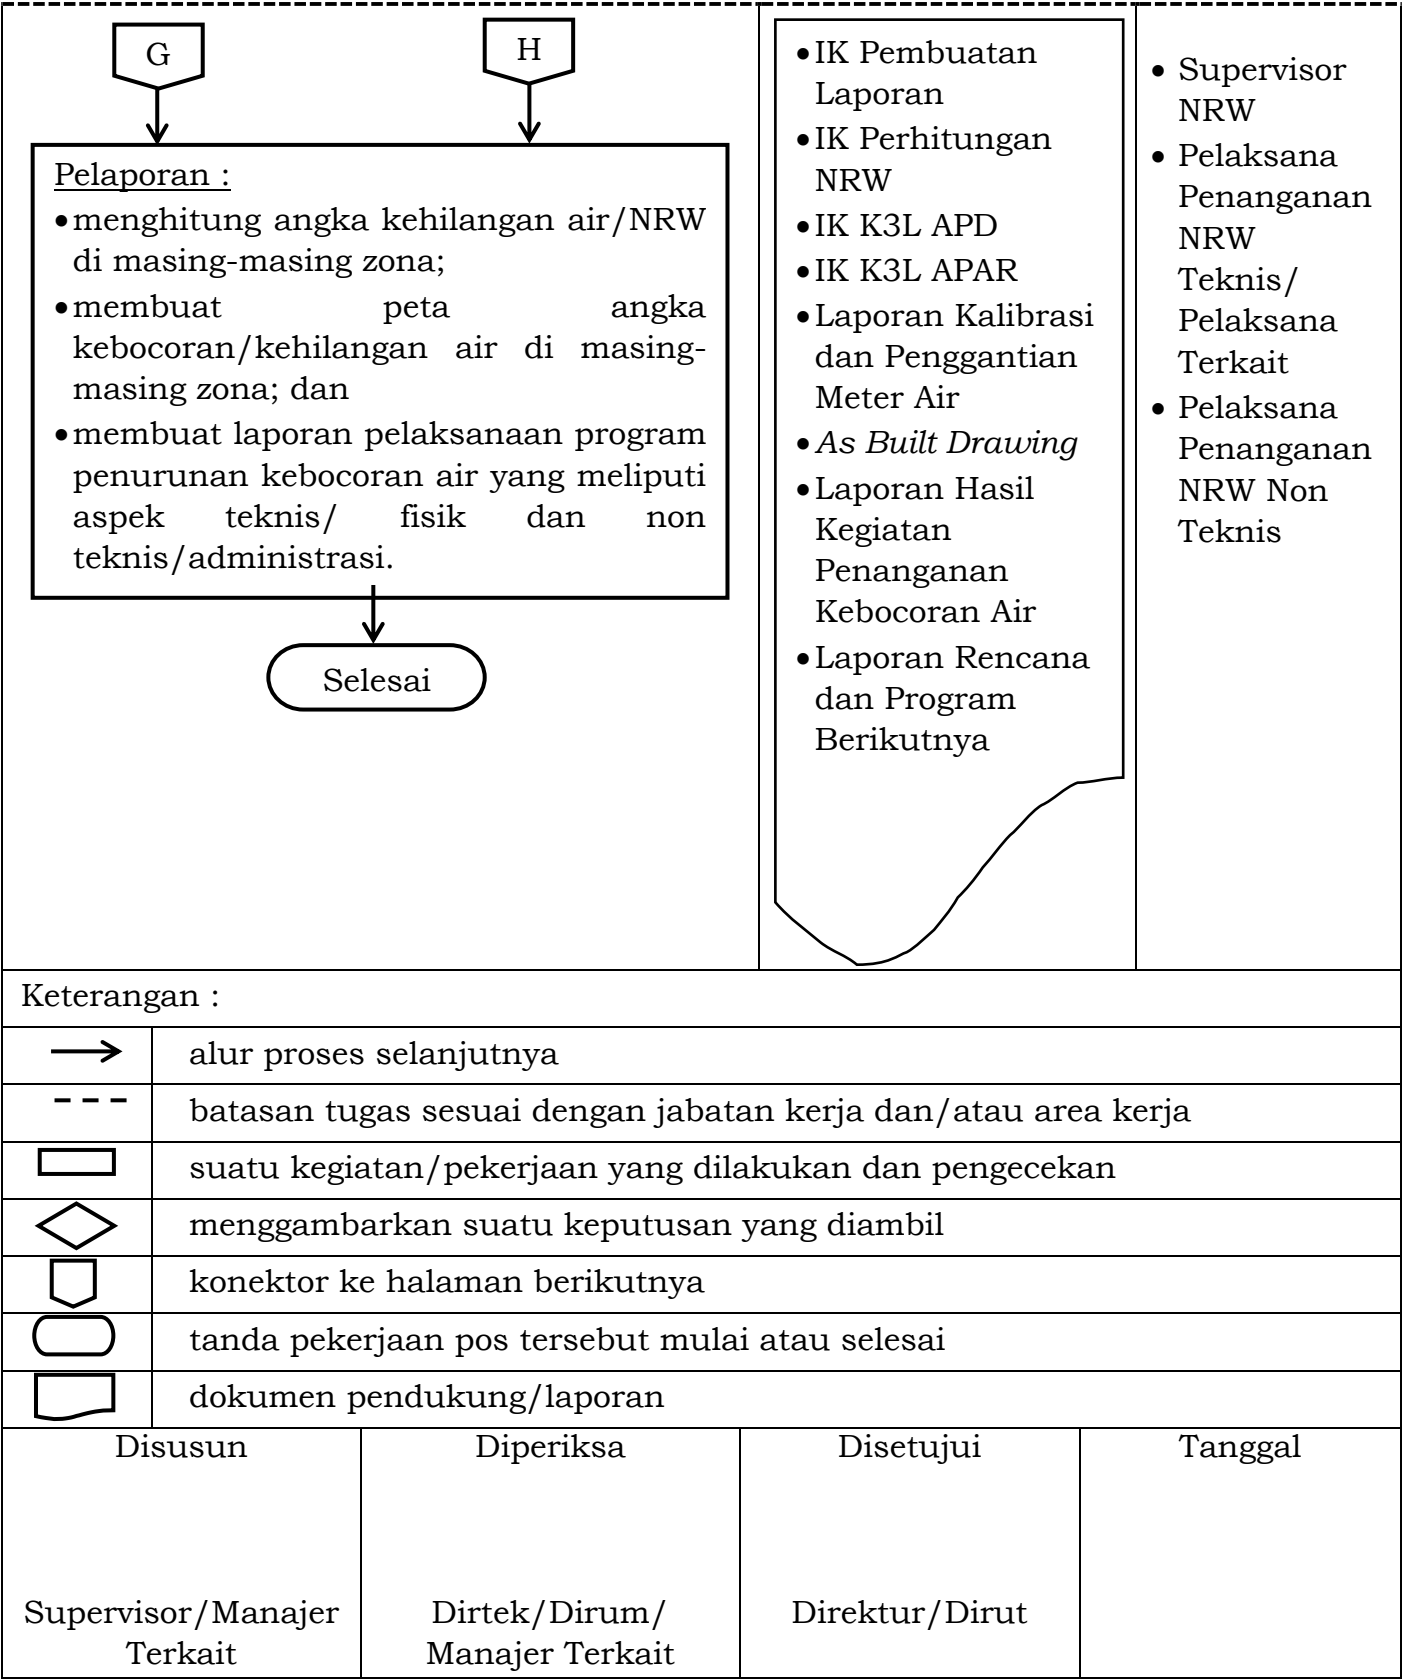 G
H
Pelaporan :
•menghitung angka kehilangan air/NRW
di masing-masing zona;
•membuat peta angka
kebocoran/kehilangan air di masing-
masing zona; dan
•membuat laporan pelaksanaan program
penurunan kebocoran air yang meliputi
aspek teknis/ fisik dan non
teknis/administrasi.
Selesai
•IK Pembuatan
Laporan
•IK Perhitungan
NRW
•IK K3L APD
•IK K3L APAR
•Laporan Kalibrasi
dan Penggantian
Meter Air
•As Built Drawing
•Laporan Hasil
Kegiatan
Penanganan
Kebocoran Air
•Laporan Rencana
dan Program
Berikutnya
• Supervisor
NRW
• Pelaksana
Penanganan
NRW
Teknis/
Pelaksana
Terkait
• Pelaksana
Penanganan
NRW Non
Teknis
Keterangan :
alur proses selanjutnya
batasan tugas sesuai dengan jabatan kerja dan/atau area kerja
suatu kegiatan/pekerjaan yang dilakukan dan pengecekan
menggambarkan suatu keputusan yang diambil
konektor ke halaman berikutnya
tanda pekerjaan pos tersebut mulai atau selesai
dokumen pendukung/laporan
Disusun
Supervisor/Manajer
Terkait
Diperiksa
Dirtek/Dirum/
Manajer Terkait
Disetujui
Direktur/Dirut
Tanggal